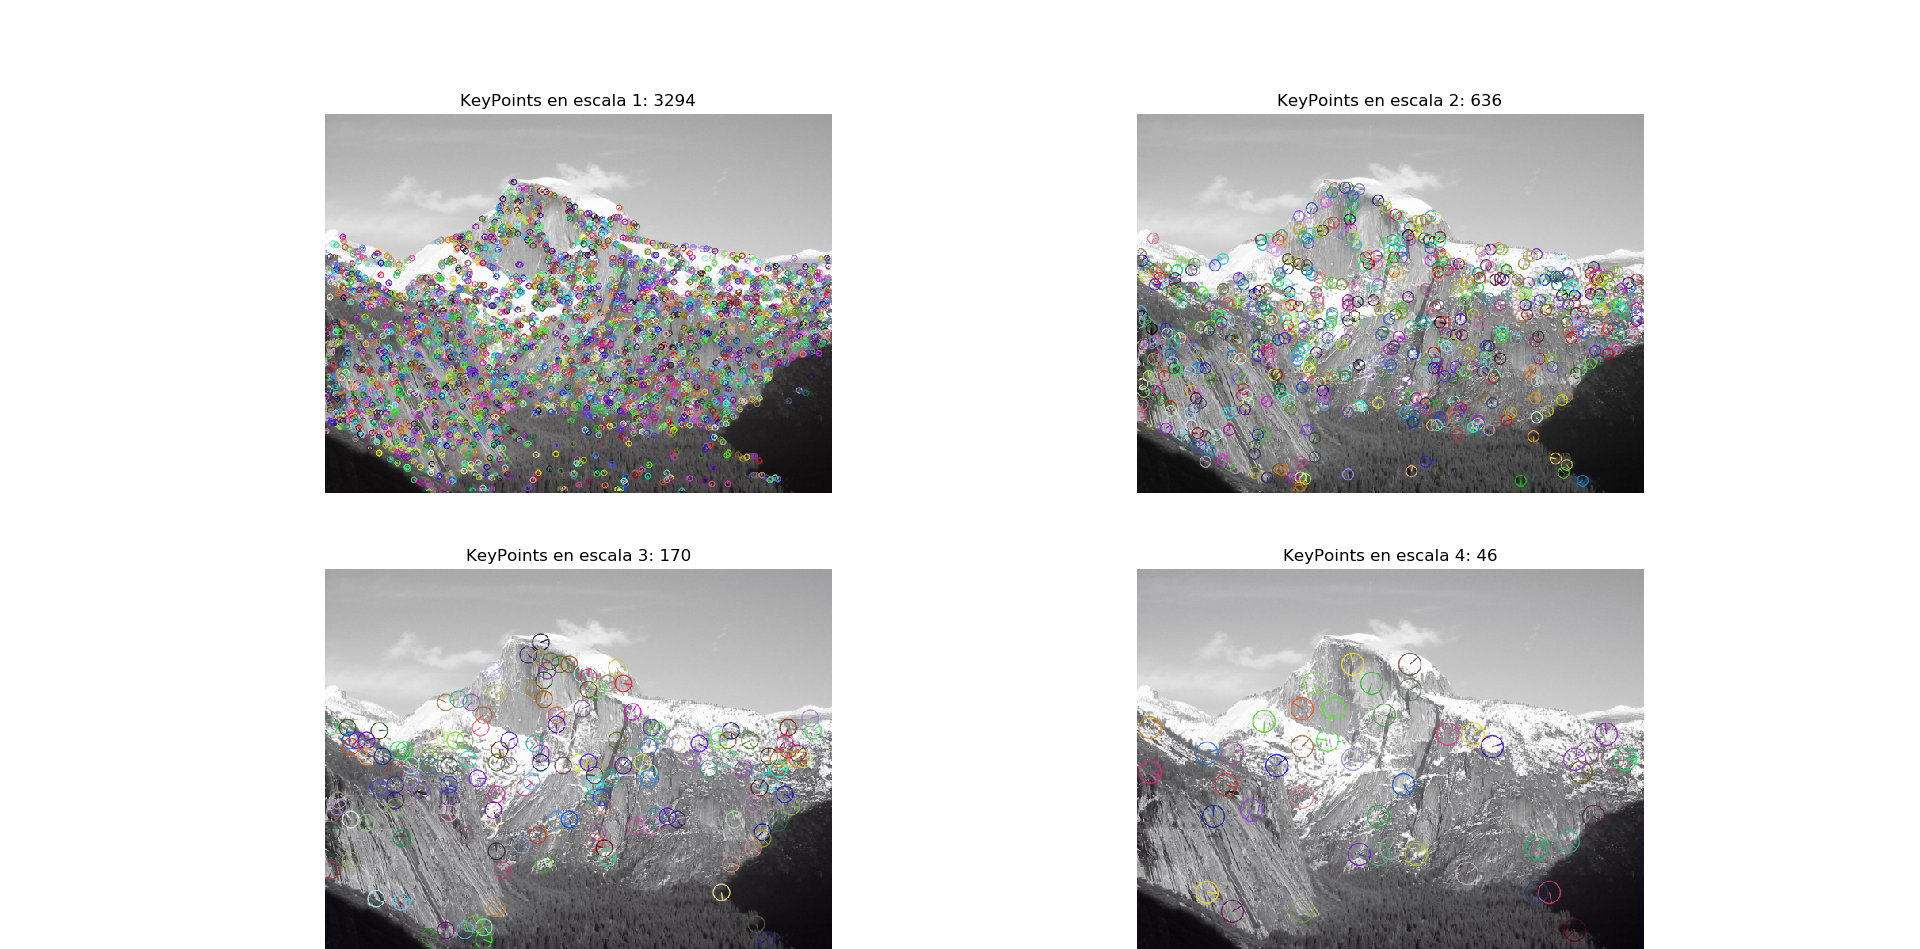 KeyPoints en escala 1: 3294
KeyPoints en escala 2: 636
KeyPoints en escala 3: 170
KeyPoints en escala 4: 46